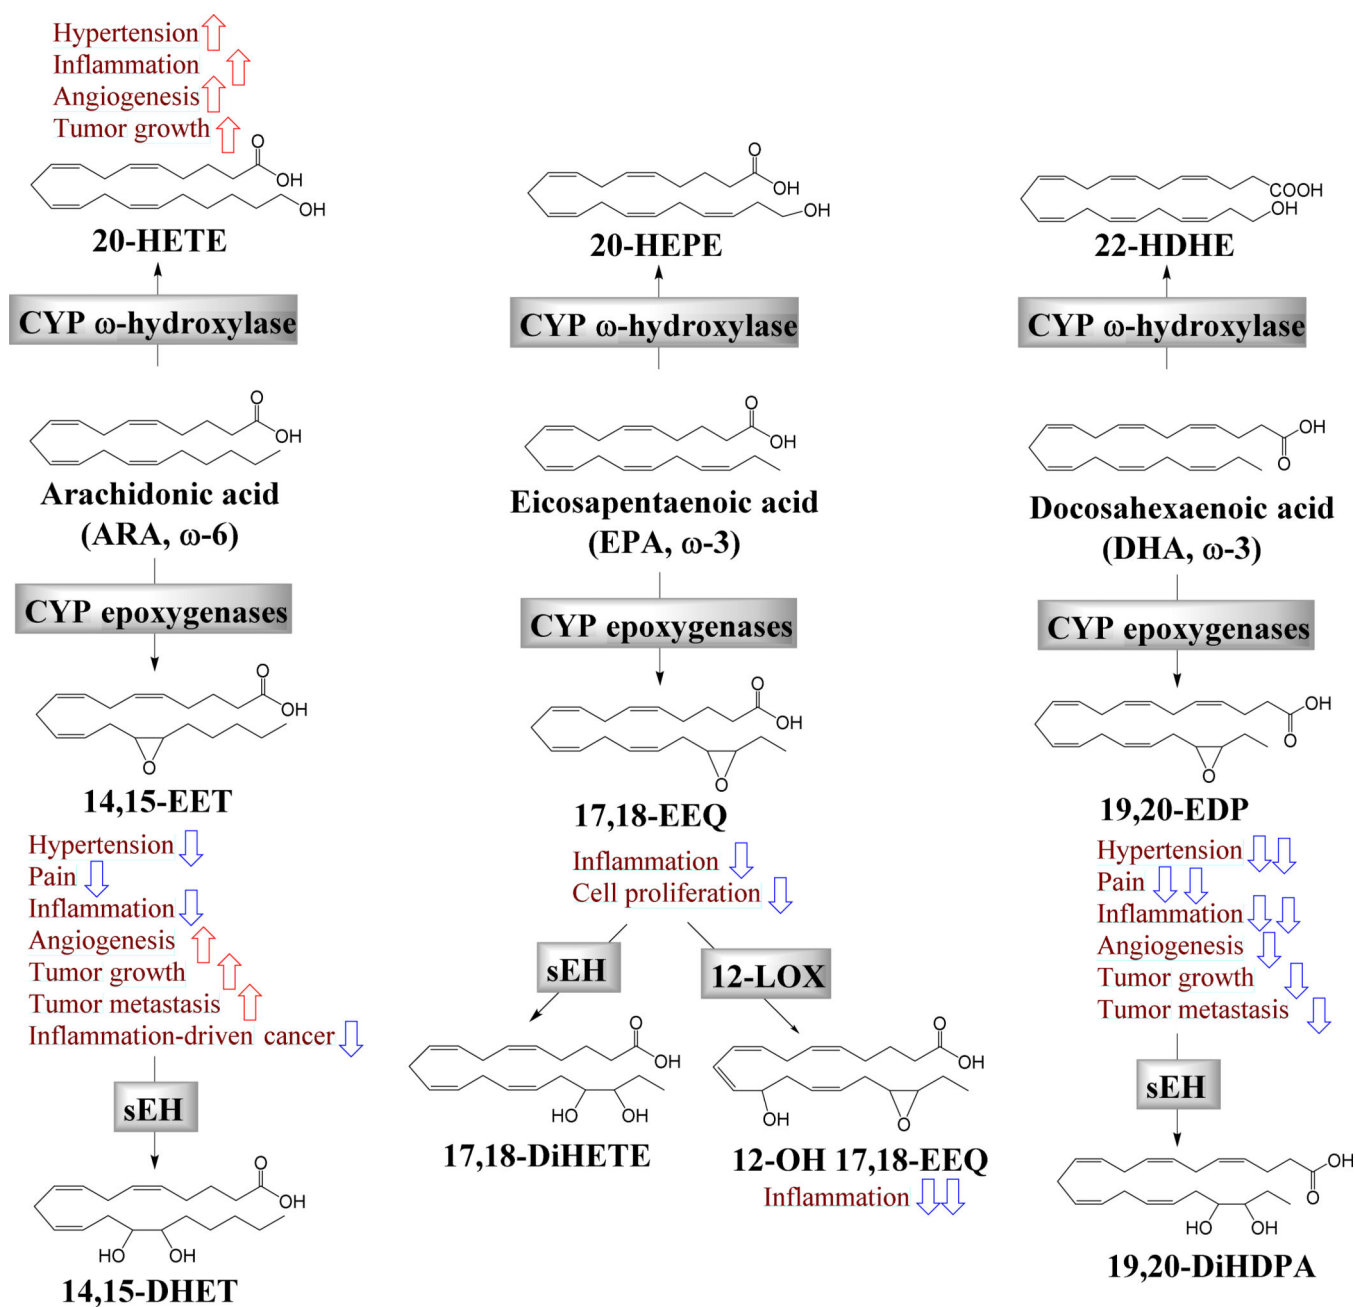 Hypertension
Inflammation
Angiogenesis
Tumor growth
O
OH
OH
20-HETE
CYP ω-hydroxylase
O
OH
Arachidonic acid
(ARA, ω-6)
CYP epoxygenases
O
OH
O
14,15-EET
Hypertension
Pain
Inflammation
Angiogenesis
Tumor growth
Tumor metastasis
Inflammation-driven cancer
sEH
O
OH
HO
OH
14,15-DHET
O
OH
OH
20-HEPE
CYP ω-hydroxylase
O
OH
Eicosapentaenoic acid
(EPA, ω-3)
CYP epoxygenases
O
OH
O
17,18-EEQ
Inflammation
Cell proliferation
sEH
O
OH
HO
OH
17,18-DiHETE
12-LOX
O
OH
OH
O
12-OH 17,18-EEQ
Inflammation
COOH
OH
22-HDHE
CYP ω-hydroxylase
OH
O
Docosahexaenoic acid
(DHA, ω-3)
CYP epoxygenases
OH
O
O
19,20-EDP
Hypertension
Pain
Inflammation
Angiogenesis
Tumor growth
Tumor metastasis
sEH
OH
O
HO
OH
19,20-DiHDPA